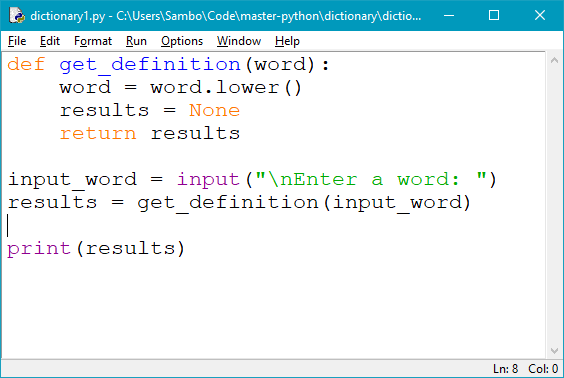 dictionary1.py - C:\Users\Sambo\Code\master-python\dictionary\dictio...
File Edit Format Run Options Window Help
def get_definition(word):
    word = word.lower()
    results = None
    return results

input_word = input("\nEnter a word: ")
results = get_definition(input_word)

print(results)
Ln: 8 Col: 0